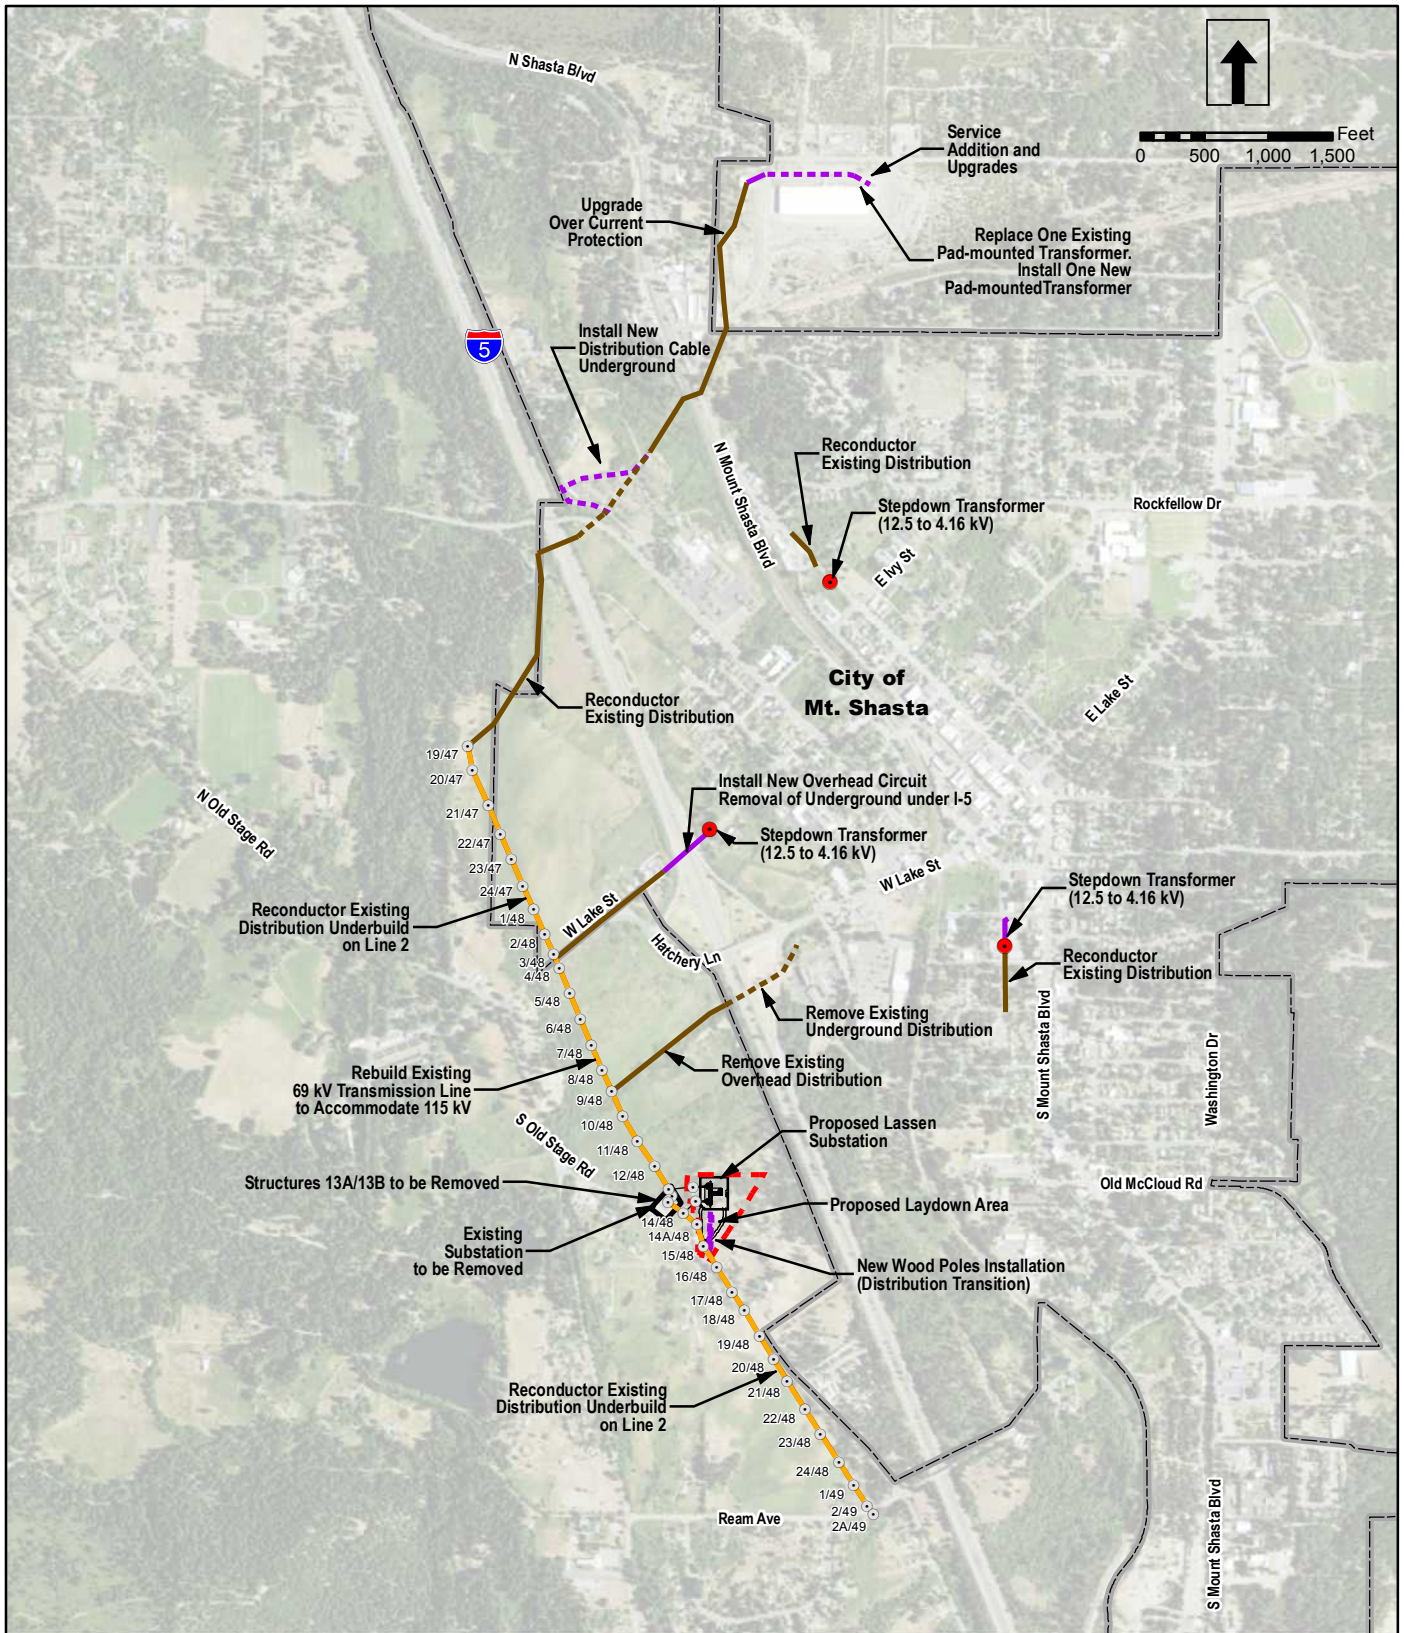 N Shasta Blvd
Feet
0 500 1,000 1,500
Service
Addition and
Upgrades
Upgrade
Over Current
Protection
Replace One Existing
Pad-mounted Transformer.
Install One New
Pad-mountedTransformer
5
Install New
Distribution Cable
Underground
N Mount Shasta Blvd
Reconductor
Existing Distribution
Stepdown Transformer
(12.5 to 4.16 kV)
Rockfellow Dr
E Ivy St
City of
Mt. Shasta
E Lake St
Reconductor
Existing Distribution
19/47
20/47
21/47
22/47
23/47
24/47
1/48
2/48
3/48
4/48
5/48
6/48
7/48
8/48
9/48
10/48
11/48
12/48
N Old Stage Rd
Install New Overhead Circuit
Removal of Underground under I-5
Stepdown Transformer
(12.5 to 4.16 kV)
W Lake St
Stepdown Transformer
(12.5 to 4.16 kV)
Reconductor Existing
Distribution Underbuild
on Line 2
W Lake St
Hatchery Ln
Reconductor
Existing Distribution
Remove Existing
Underground Distribution
S Mount Shasta Blvd
Washington Dr
Rebuild Existing
69 kV Transmission Line
to Accommodate 115 kV
Remove Existing
Overhead Distribution
S Old Stage Rd
Proposed Lassen
Substation
Structures 13A/13B to be Removed
Old McCloud Rd
Proposed Laydown Area
Existing
Substation
to be Removed
14/48
14A/48
15/48
16/48
17/48
18/48
19/48
20/48
21/48
22/48
23/48
24/48
1/49
2/49
2A/49
New Wood Poles Installation
(Distribution Transition)
Reconductor Existing
Distribution Underbuild
on Line 2
Ream Ave
S Mount Shasta Blvd